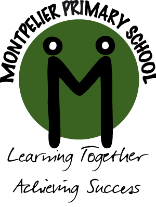 MONTPELIER PRIMARY SCHOOL
M
Learning Together
Achieving Success